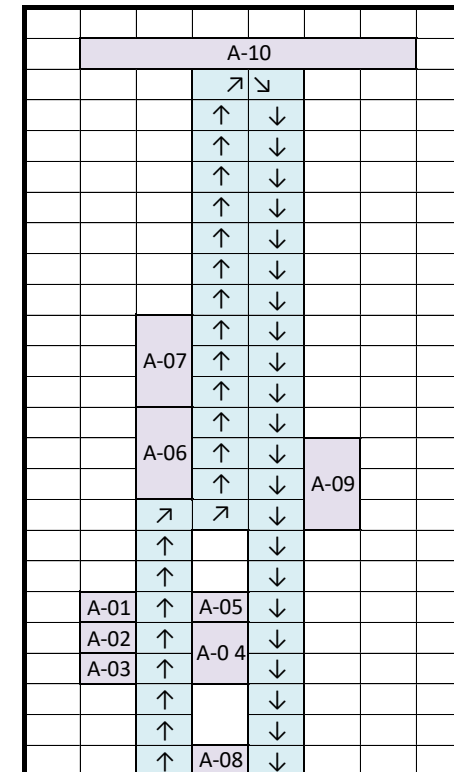 A-10
↗ ↘
↑ ↓
↑ ↓
↑ ↓
↑ ↓
↑ ↓
↑ ↓
↑ ↓
↑ ↓
A-07 ↑ ↓
↑ ↓
↑ ↓
A-06 ↑ ↓
↑ ↓ A-09
↗ ↗ ↓
↑ ↓
↑ ↓
A-01 ↑ A-05 ↓
A-02 ↑ A-0 4 ↓
A-03 ↑ ↓
↑ ↓
↑ ↓
↑ A-08 ↓